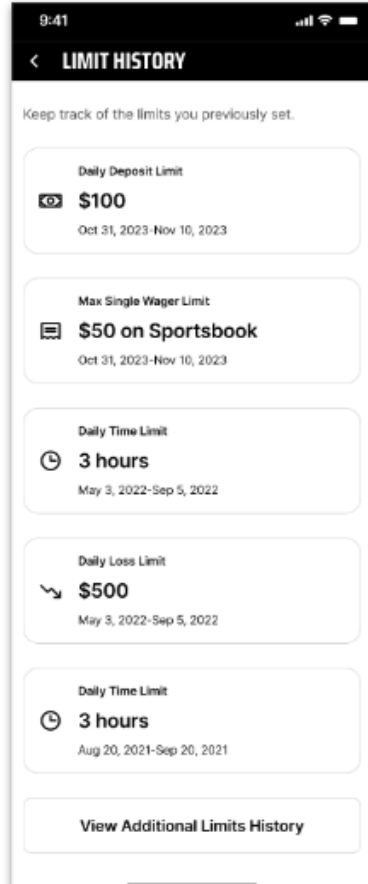 9:41
LIMIT HISTORY
Keep track of the limits you previously set.
Daily Deposit Limit
$100
Oct 31, 2023-Nov 10, 2023
Max Single Wager Limit
$50 on Sportsbook
Oct 31, 2023-Nov 10, 2023
Daily Time Limit
3 hours
May 3, 2022-Sep 5, 2022
Daily Loss Limit
$500
May 3, 2022-Sep 5, 2022
Daily Time Limit
3 hours
Aug 20, 2021-Sep 20, 2021
View Additional Limits History